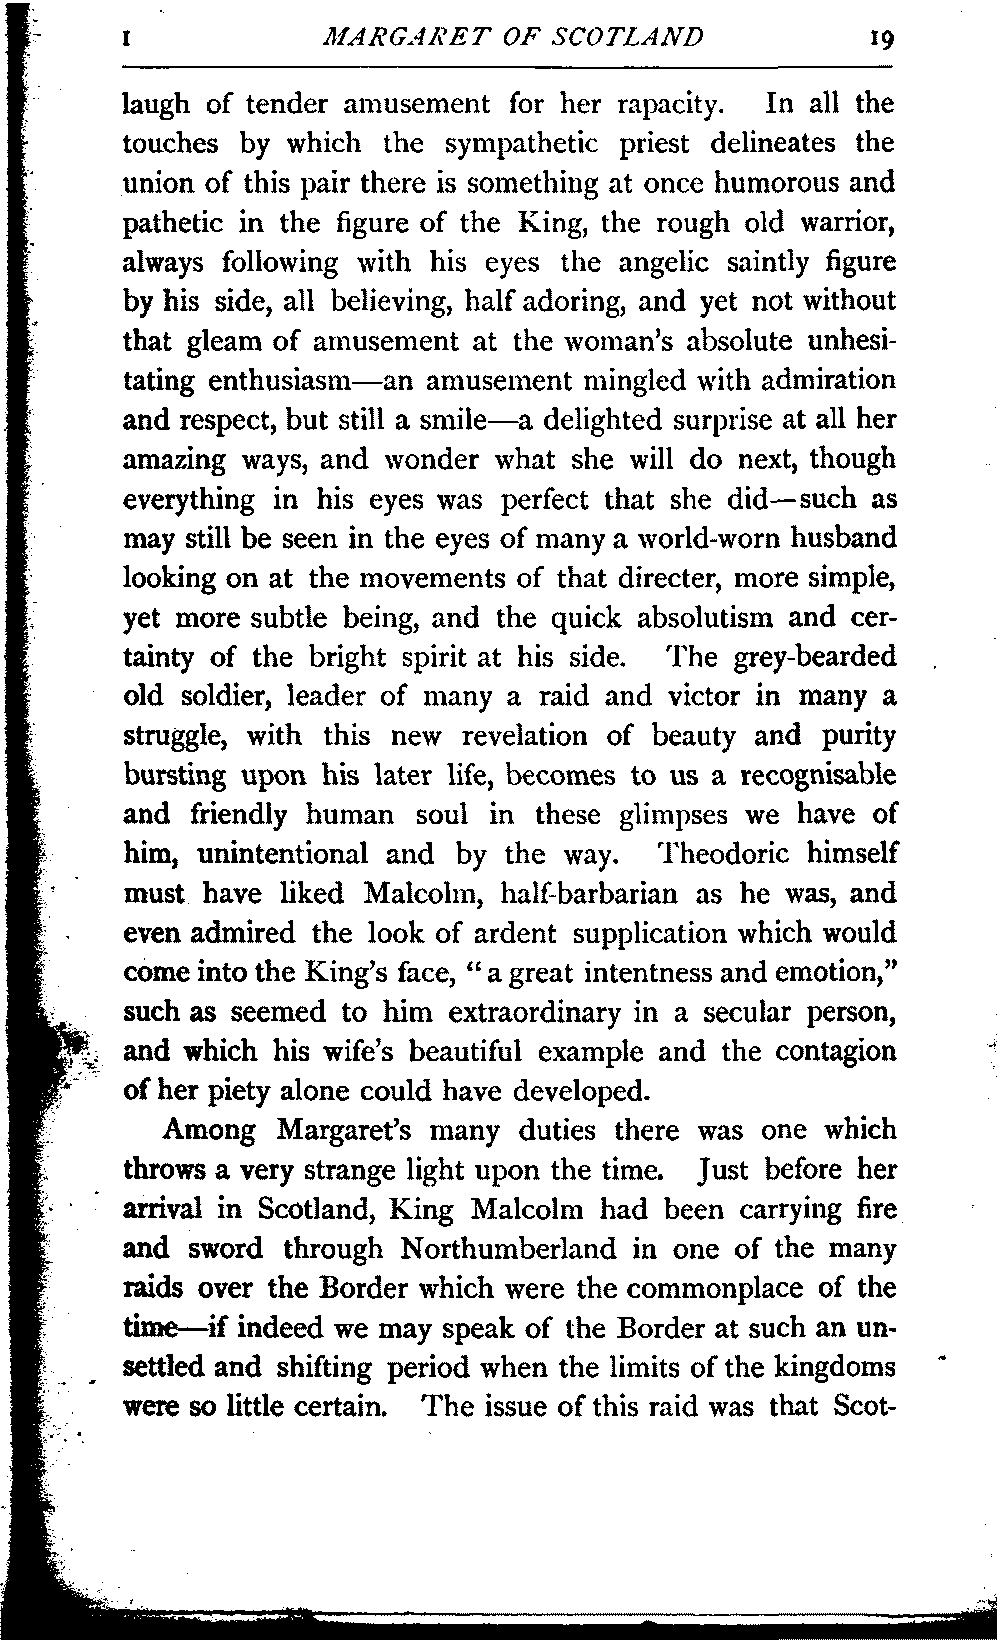 I MARGARET OF SCOTLAND 19
laugh of tender amusement for her rapacity. In all the
touches by which the sympathetic priest delineates the
union of this pair there is something at once humorous and
pathetic in the figure of the King, the rough old warrior,
always following with his eyes the angelic saintly figure
by his side, all believing, half adoring, and yet not without
that gleam of amusement at the woman's absolute unhesi-
tating enthusiasm—an amusement mingled with admiration
and respect, but still a smile—a delighted surprise at all her
amazing ways, and wonder what she will do next, though
everything in his eyes was perfect that she did—such as
may still be seen in the eyes of many a world-worn husband
looking on at the movements of that directer, more simple,
yet more subtle being, and the quick absolutism and cer-
tainty of the bright spirit at his side. The grey-bearded
old soldier, leader of many a raid and victor in many a
struggle, with this new revelation of beauty and purity
bursting upon his later life, becomes to us a recognisable
and friendly human soul in these glimpses we have of
him, unintentional and by the way. Theodoric himself
must have liked Malcolm, half-barbarian as he was, and
even admired the look of ardent supplication which would
come into the King's face, "a great intentness and emotion,"
such as seemed to him extraordinary in a secular person,
and which his wife's beautiful example and the contagion
of her piety alone could have developed.
Among Margaret's many duties there was one which
throws a very strange light upon the time. Just before her
arrival in Scotland, King Malcolm had been carrying fire
and sword through Northumberland in one of the many
raids over the Border which were the commonplace of the
time—if indeed we may speak of the Border at such an un-
settled and shifting period when the limits of the kingdoms
were so little certain. The issue of this raid was that Scot-